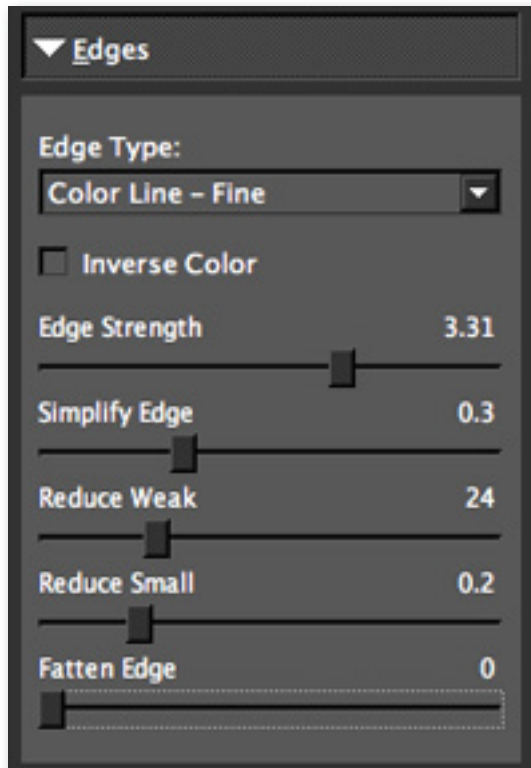 Edges
Edge Type:
Color Line – Fine
Inverse Color
Edge Strength 3.31
Simplify Edge 0.3
Reduce Weak 24
Reduce Small 0.2
Fatten Edge 0